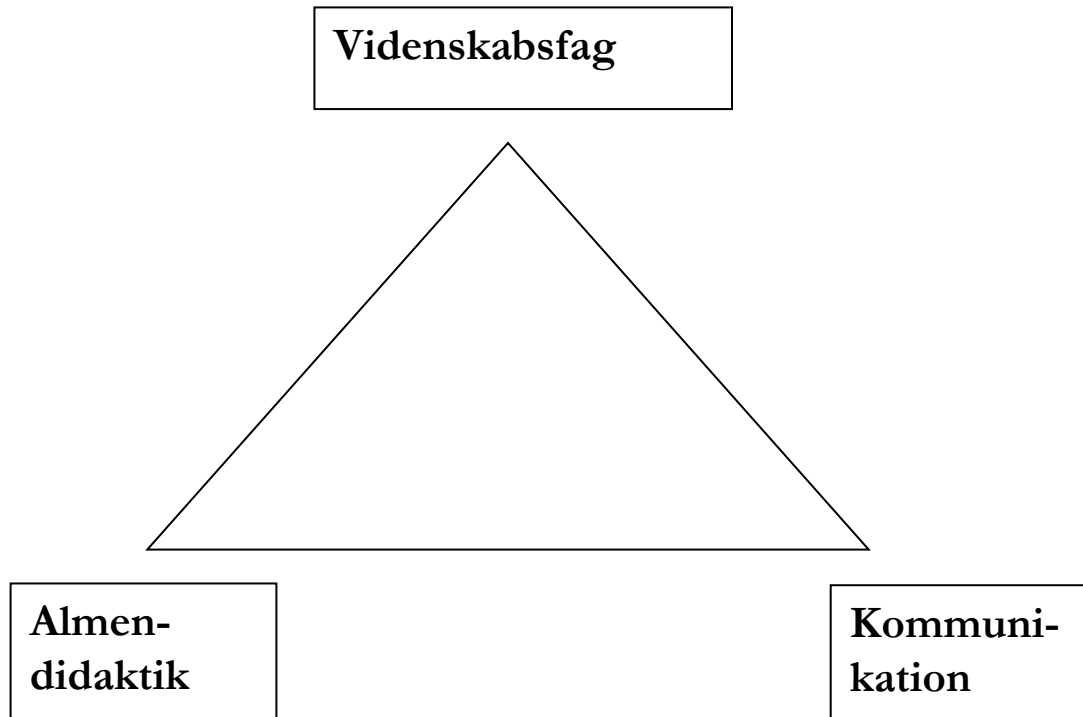 Videnskabsfag
Almen-
didaktik
Kommuni-
kation